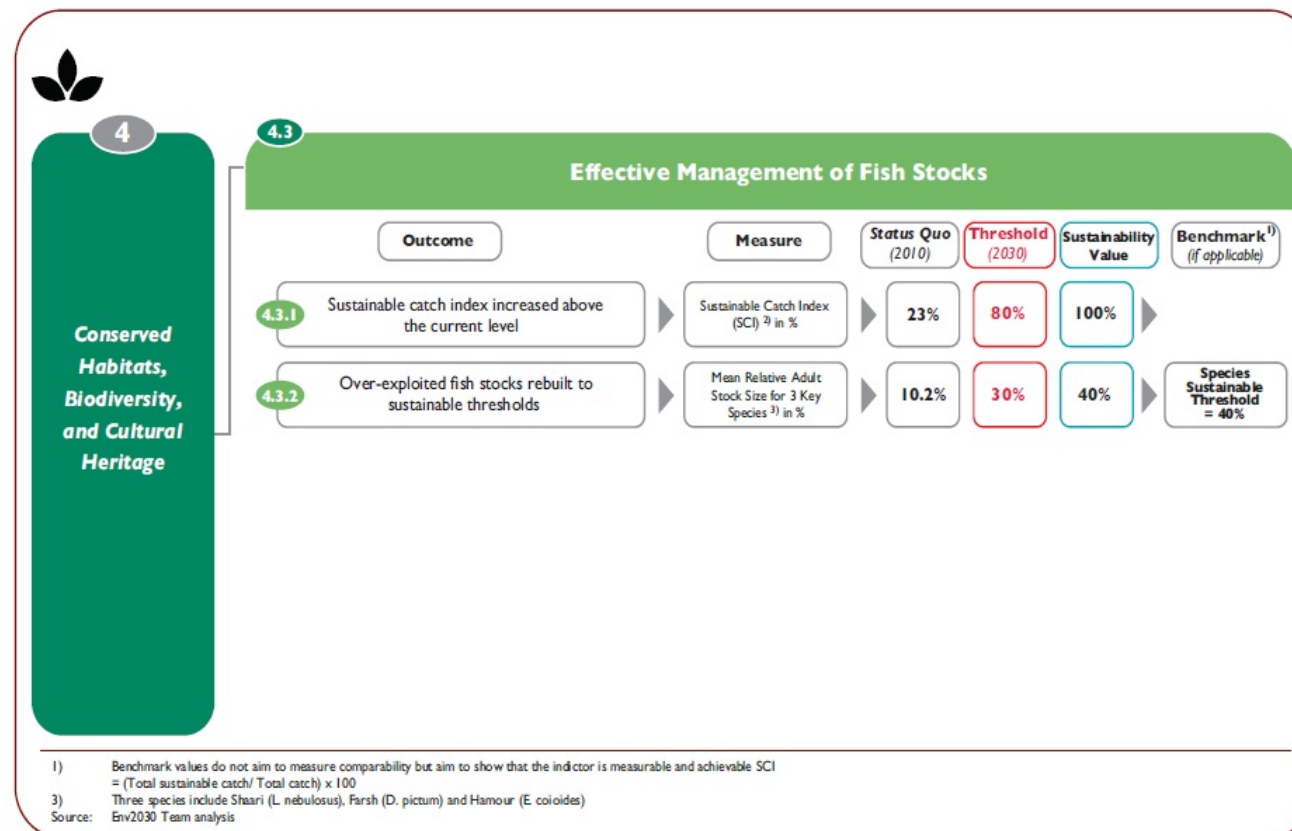 4
4.3
Effective Management of Fish Stocks
Outcome
Measure
Status Quo
(2010)
Threshold
(2030)
Sustainability
Value
Benchmark 1)
(if applicable)
Conserved
Habitats,
Biodiversity,
and Cultural
Heritage
4.3.1
Sustainable catch index increased above
the current level
Sustainable Catch Index
(SCI) 2) in %
23%
80%
100%
4.3.2
Over-exploited fish stocks rebuilt to
sustainable thresholds
Mean Relative Adult
Stock Size for 3 Key
Species 3) in %
10.2%
30%
40%
Species
Sustainable
Threshold
= 40%
1) Benchmark values do not aim to measure comparability but aim to show that the indictor is measurable and achievable SCI
= (Total sustainable catch/ Total catch) x 100
3) Three species include Shaari (L. nebulosus), Farsh (D. pictum) and Hamour (E. coioides)
Source: Env2030 Team analysis